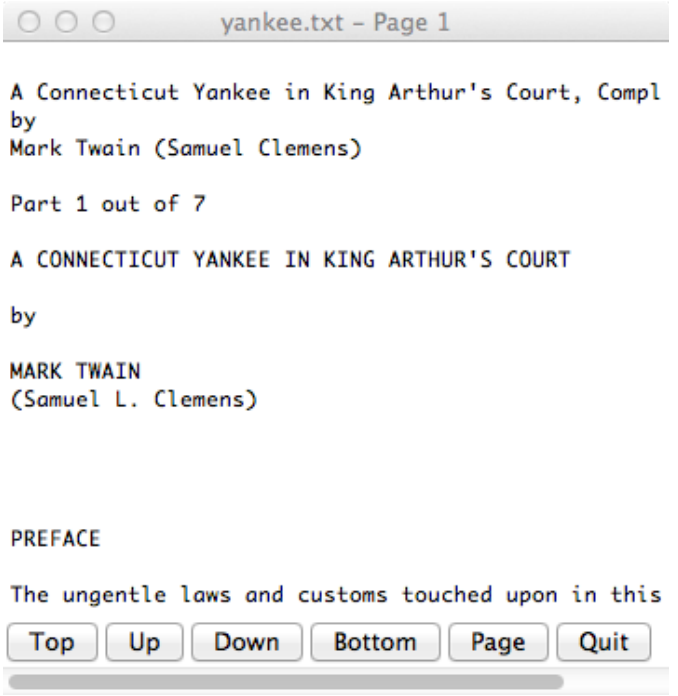 yankee.txt – Page 1
A Connecticut Yankee in King Arthur's Court, Compl
by
Mark Twain (Samuel Clemens)
Part 1 out of 7
A CONNECTICUT YANKEE IN KING ARTHUR'S COURT
by
MARK TWAIN
(Samuel L. Clemens)
PREFACE
The ungentle laws and customs touched upon in this
Top Up Down Bottom Page Quit